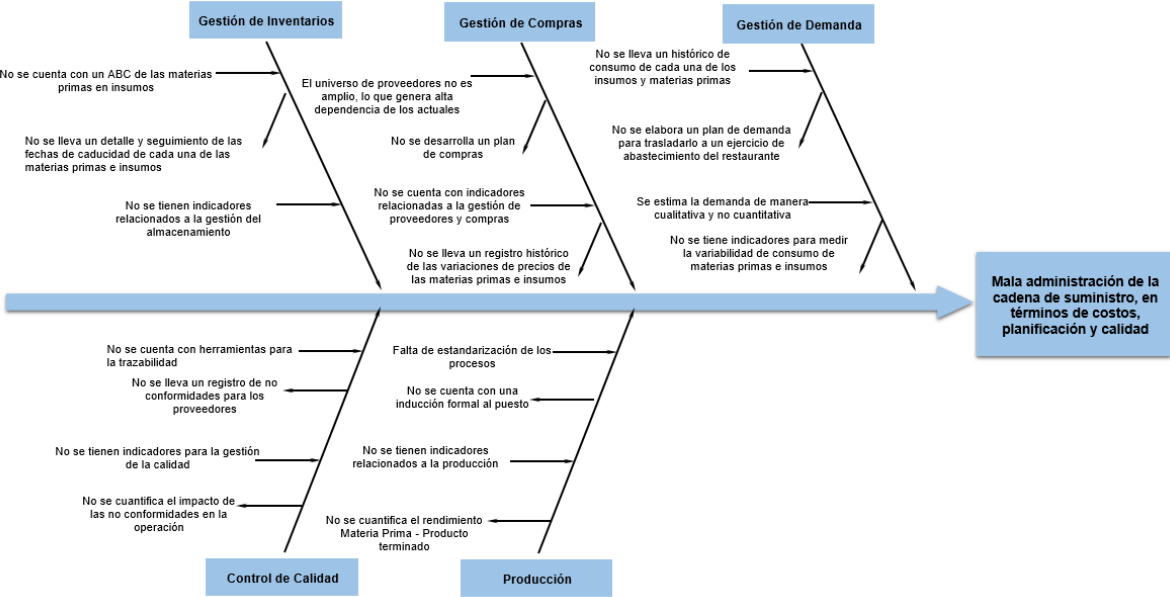 Gestión de Inventarios
No se cuenta con un ABC de las materias
primas en insumos
No se lleva un detalle y seguimiento de las
fechas de caducidad de cada una de las
materias primas e insumos
No se tienen indicadores
relacionados a la gestión del
almacenamiento
Gestión de Compras
El universo de proveedores no es
amplio, lo que genera alta
dependencia de los actuales
No se desarrolla un plan
de compras
No se cuenta con indicadores
relacionadas a la gestión de
proveedores y compras
No se lleva un registro histórico
de las variaciones de precios de
las materias primas e insumos
Gestión de Demanda
No se lleva un histórico de
consumo de cada una de los
insumos y materias primas
No se elabora un plan de demanda
para trasladarlo a un ejercicio de
abastecimiento del restaurante
Se estima la demanda de manera
cualitativa y no cuantitativa
No se tiene indicadores para medir
la variabilidad de consumo de
materias primas e insumos
Mala administración de la
cadena de suministro, en
términos de costos,
planificación y calidad
No se cuenta con herramientas para
la trazabilidad
No se lleva un registro de no
conformidades para los
proveedores
No se tienen indicadores para la gestión
de la calidad
No se cuantifica el impacto de
las no conformidades en la
operación
Control de Calidad
Falta de estandarización de los
procesos
No se cuenta con una
inducción formal al puesto
No se tienen indicadores
relacionados a la producción
No se cuantifica el rendimiento
Materia Prima - Producto
terminado
Producción